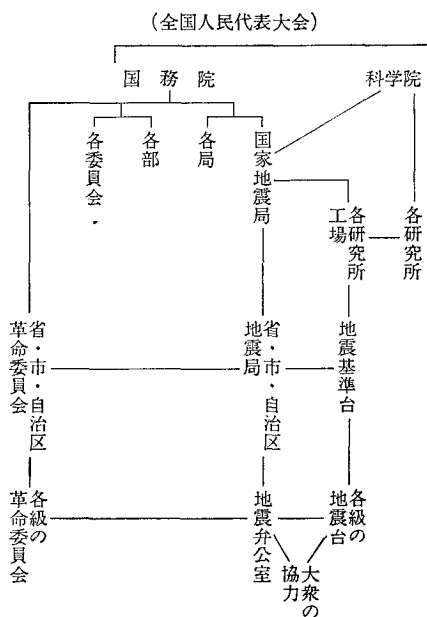 (全国人民代表大会)
国務院
科学院
各委員会
各部
各局
国家地震局
各研究所
工場
各研究所
省・市・自治区
革命委員会
省・市・自治区
地震局
地震基準台
各級の
革命委員会
地震弁公室
各級の
地震台
大衆の
協力